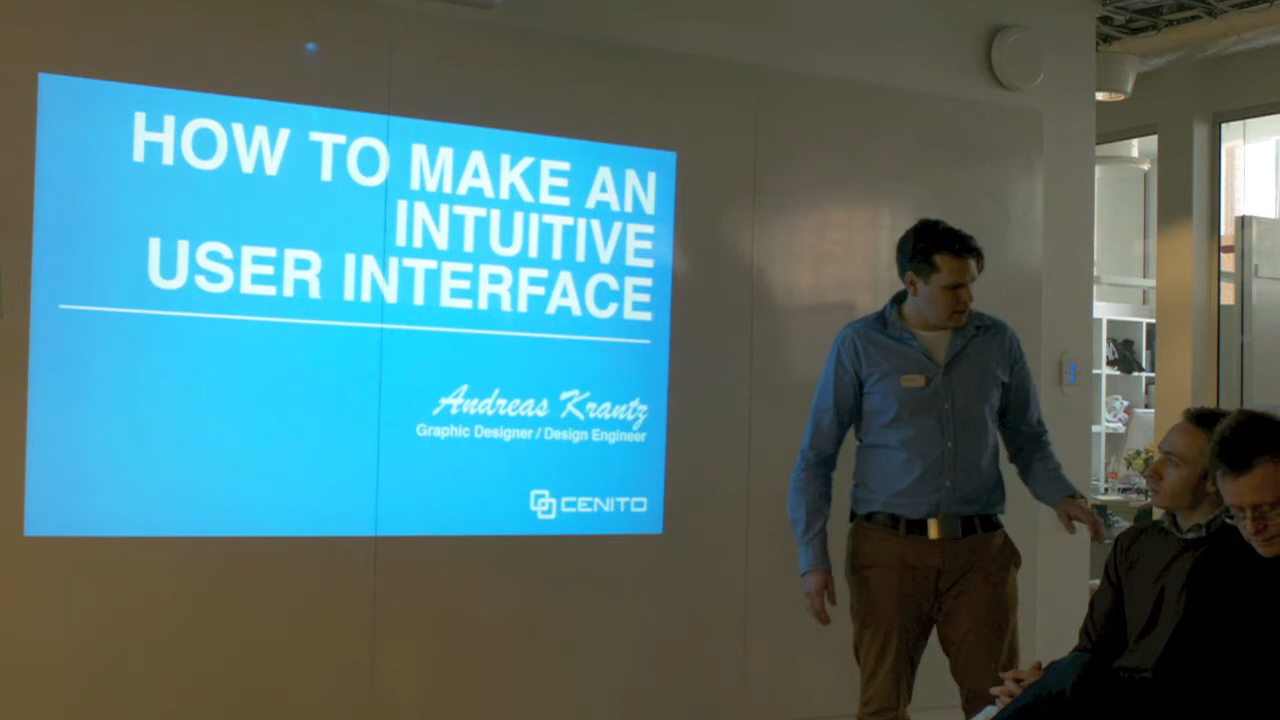 HOW TO MAKE AN
INTUITIVE
USER INTERFACE
Andreas Krantz
Graphic Designer / Design Engineer
CENITO